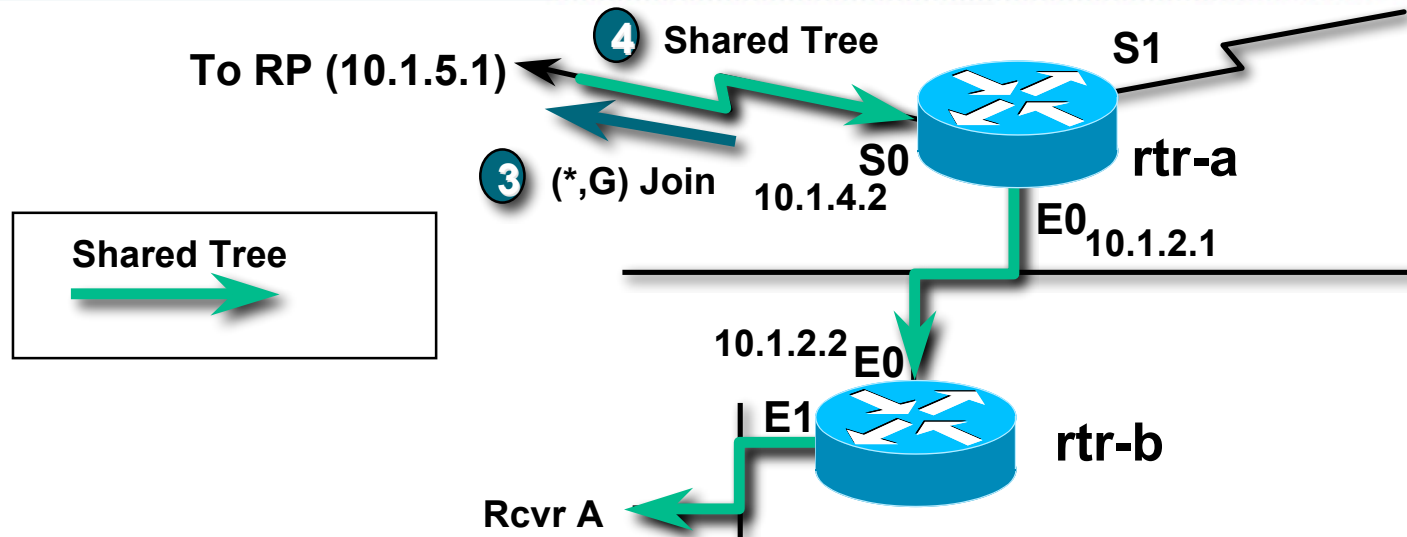 4 Shared Tree
S1
To RP (10.1.5.1)
S0
rtr-a
3 (*,G) Join
10.1.4.2
E0
10.1.2.1
Shared Tree
10.1.2.2
E0
E1
rtr-b
Rcvr A